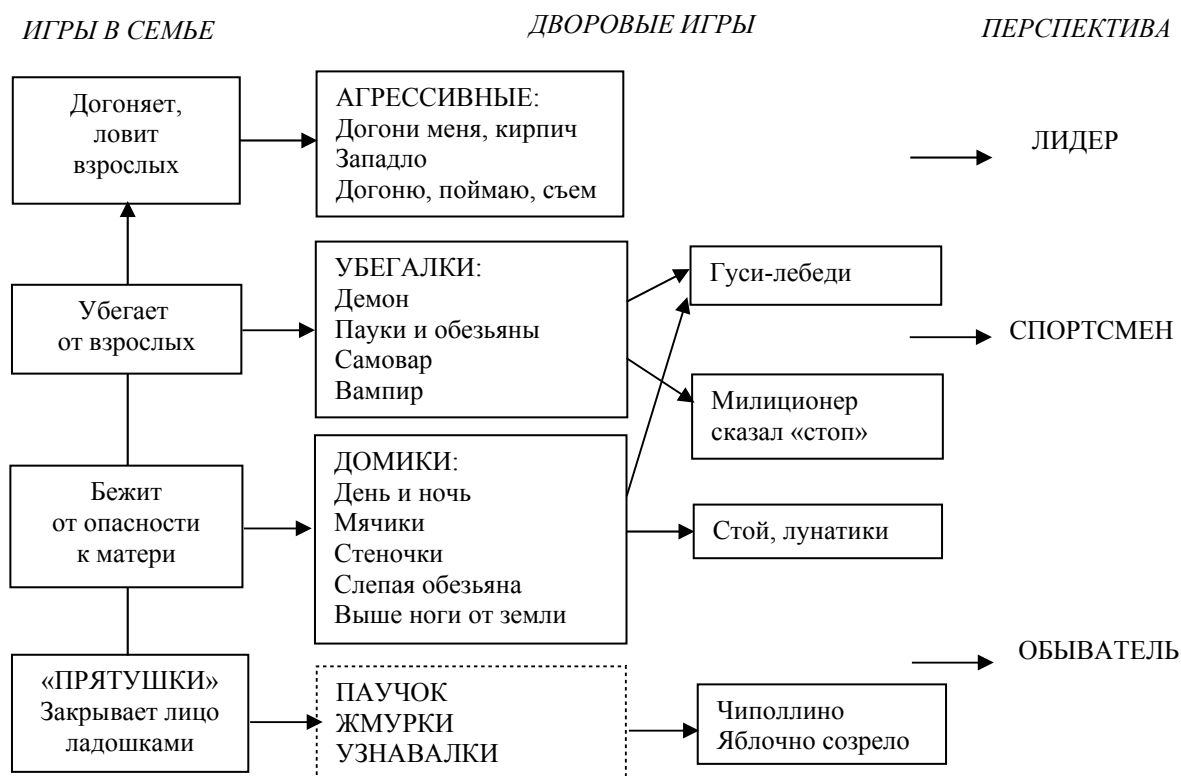 ИГРЫ В СЕМЬЕ
ДВОРОВЫЕ ИГРЫ
ПЕРСПЕКТИВА
Догоняет,
ловит
взрослых
АГРЕССИВНЫЕ:
Догони меня, кирпич
Западло
Догоню, поймаю, съем
ЛИДЕР
Убегает
от взрослых
УБЕГАЛКИ:
Демон
Пауки и обезьяны
Самовар
Вампир
Гуси-лебеди
Милиционер
сказал «стоп»
СПОРТСМЕН
Бежит
от опасности
к матери
ДОМИКИ:
День и ночь
Мячики
Стеночки
Слепая обезьяна
Выше ноги от земли
Стой, лунатики
«ПРЯТУШКИ»
Закрывает лицо
ладошками
ПАУЧОК
ЖМУРКИ
УЗНАВАЛКИ
Чиполлино
Яблочно созрело
ОБЫВАТЕЛЬ